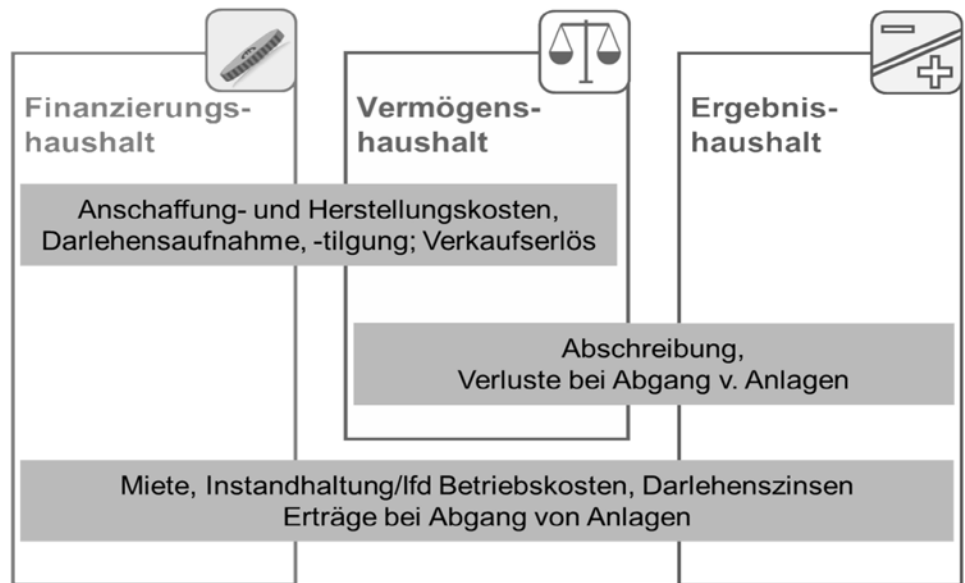 Finanzierungs-
haushalt
Vermögens-
haushalt
Ergebnis-
haushalt
Anschaffung- und Herstellungskosten,
Darlehensaufnahme, -tilgung; Verkaufserlös
Abschreibung,
Verluste bei Abgang v. Anlagen
Miete, Instandhaltung/lfd Betriebskosten, Darlehenszinsen
Erträge bei Abgang von Anlagen